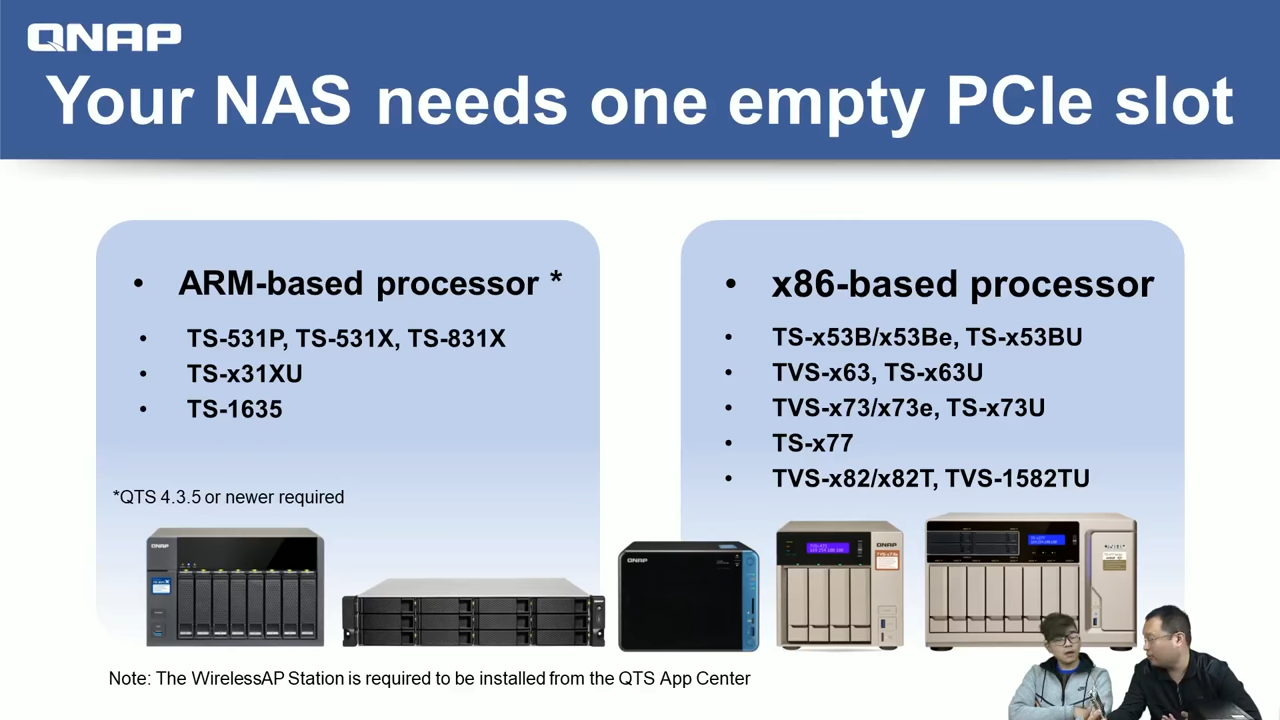 QNAP
Your NAS needs one empty PCIe slot
• ARM-based processor *
• TS-531P, TS-531X, TS-831X
• TS-x31XU
• TS-1635
*QTS 4.3.5 or newer required
• x86-based processor
• TS-x53B/x53Be, TS-x53BU
• TVS-x63, TS-x63U
• TVS-x73/x73e, TS-x73U
• TS-x77
• TVS-x82/x82T, TVS-1582TU
QNAP
QNAP
QNAP
Note: The WirelessAP Station is required to be installed from the QTS App Center